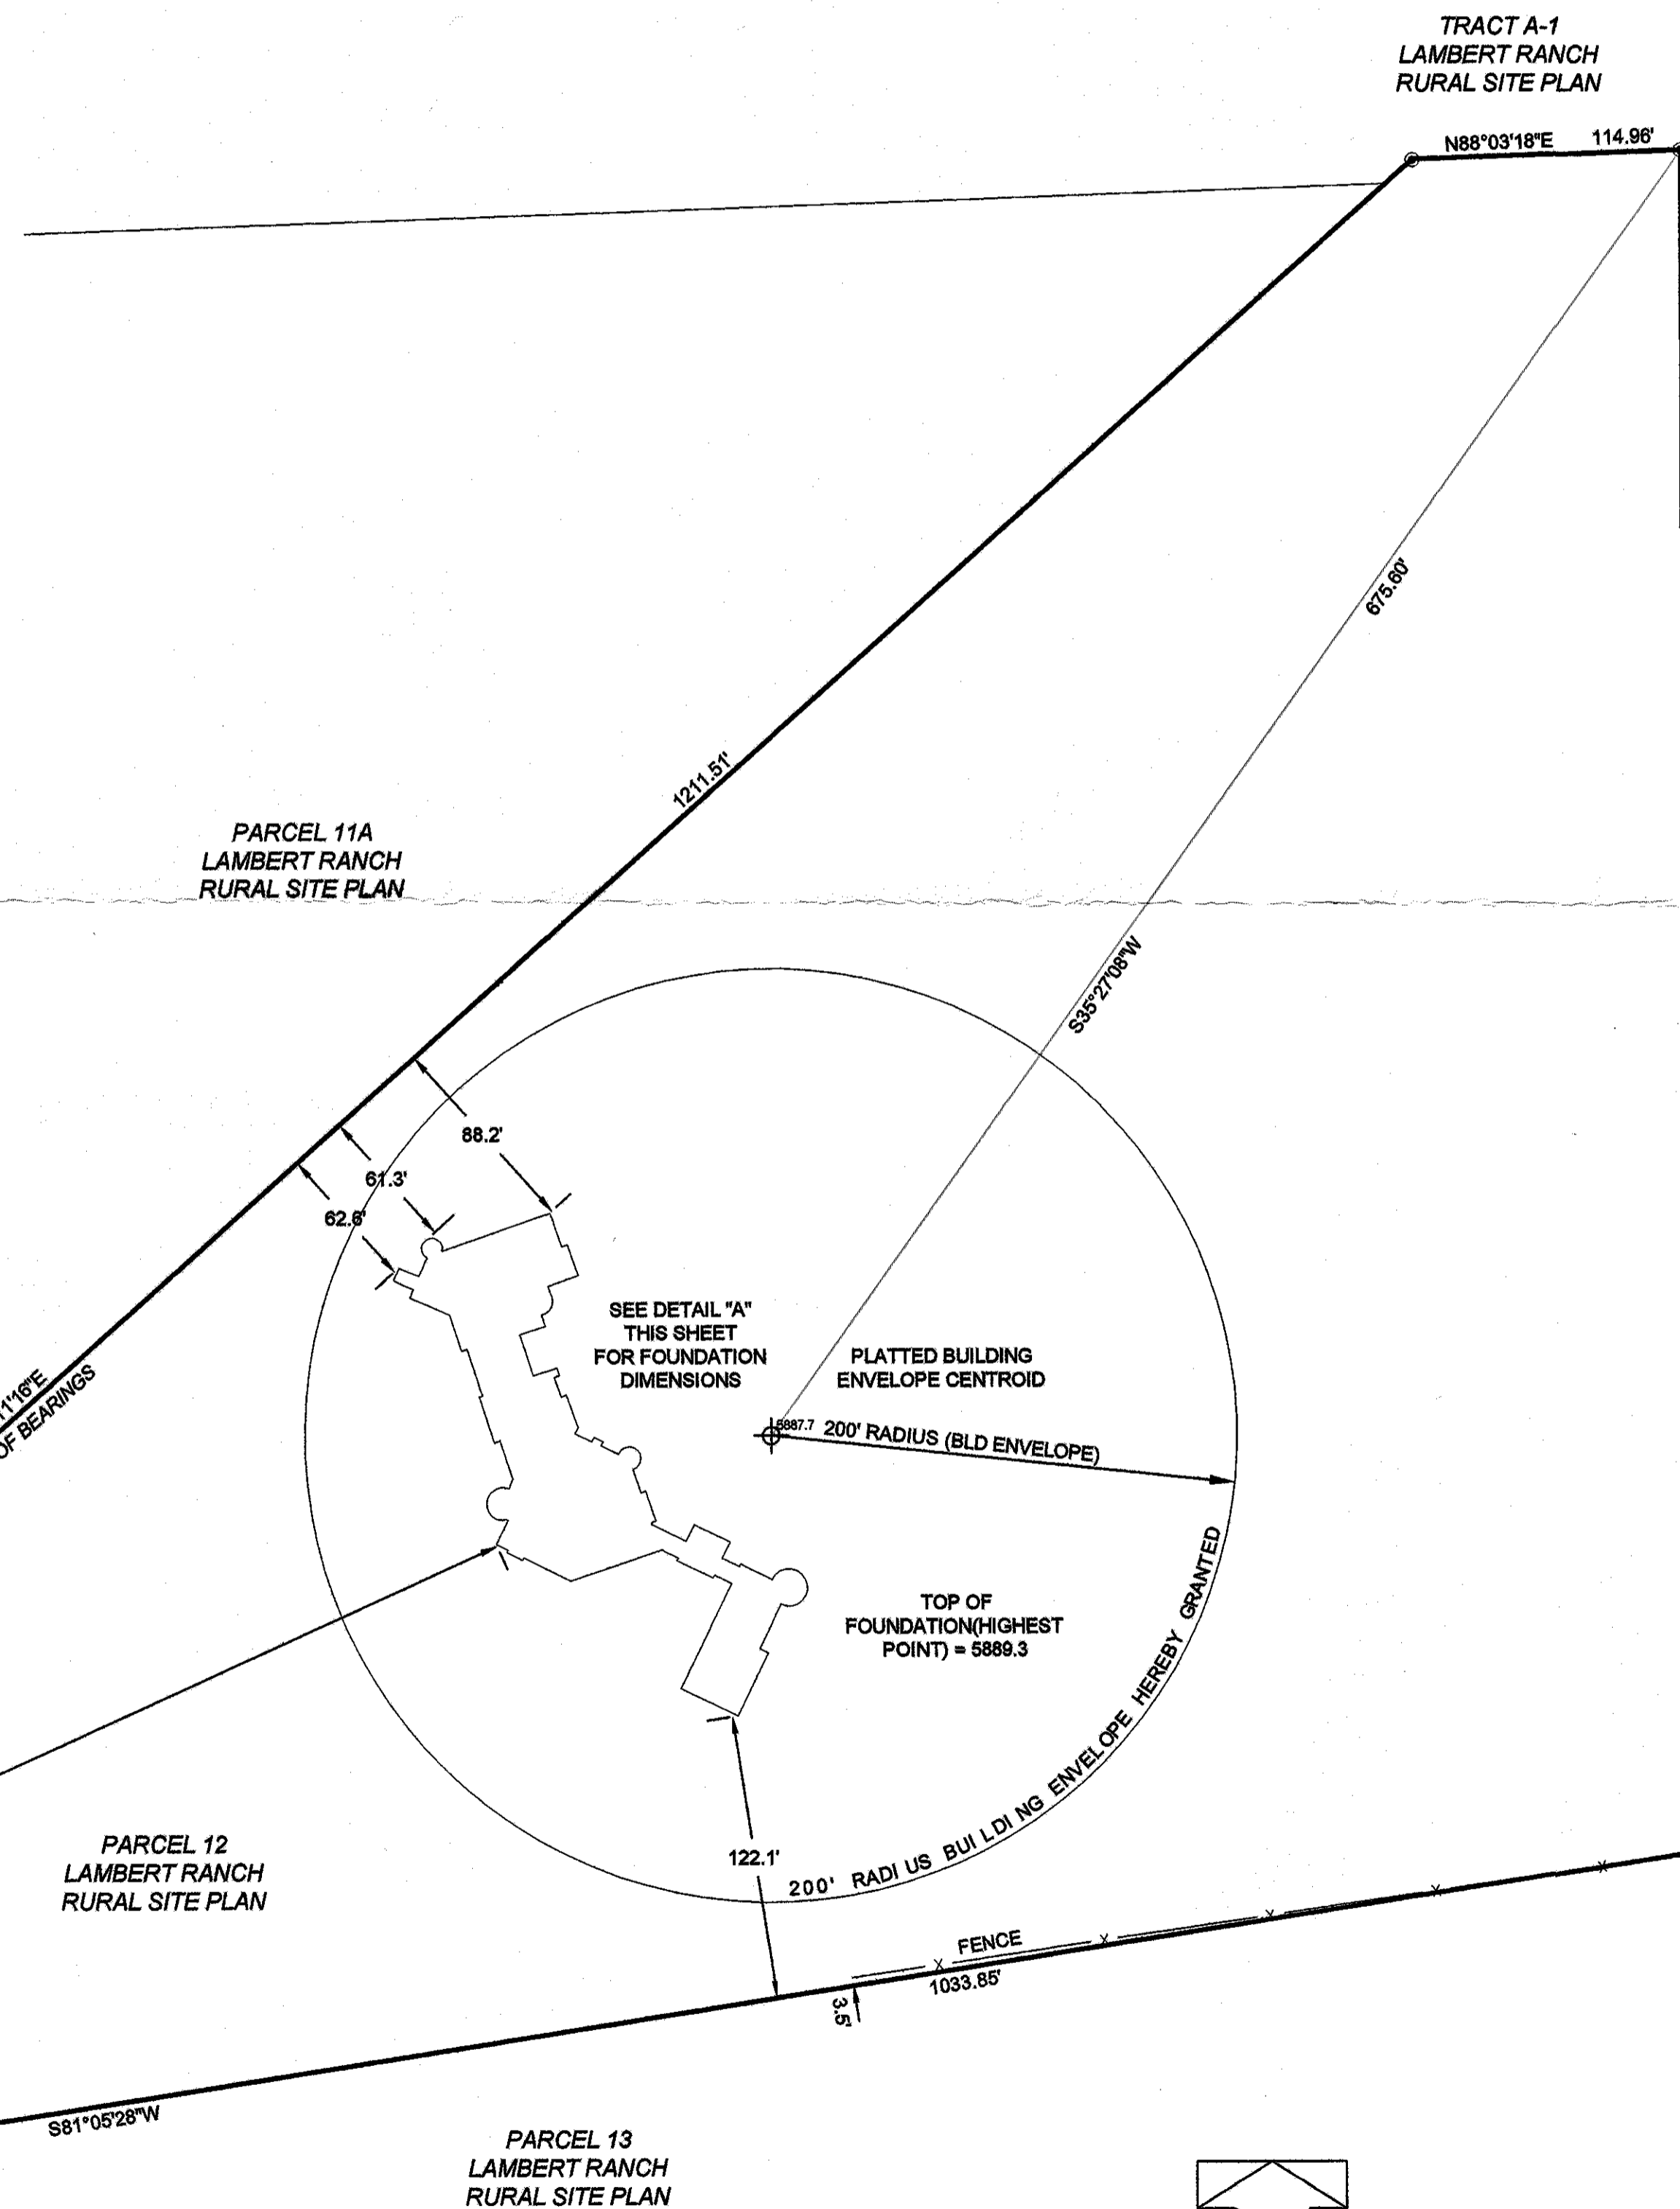 TRACT A-1
LAMBERT RANCH
RURAL SITE PLAN
N88°03'18"E 114.96'
675.60'
1211.51'
PARCEL 11A
LAMBERT RANCH
RURAL SITE PLAN
S35°27'08"W
88.2'
61.3'
62.6'
SEE DETAIL "A"
THIS SHEET
FOR FOUNDATION
DIMENSIONS
PLATTED BUILDING
ENVELOPE CENTROID
1'16"E
OF BEARINGS
5887.7
200' RADIUS (BLD ENVELOPE)
TOP OF
FOUNDATION(HIGHEST
POINT) = 5889.3
200' RADIUS BUILDING ENVELOPE HEREBY GRANTED
PARCEL 12
LAMBERT RANCH
RURAL SITE PLAN
122.1'
FENCE
1033.85'
3.5'
S81°05'28"W
PARCEL 13
LAMBERT RANCH
RURAL SITE PLAN